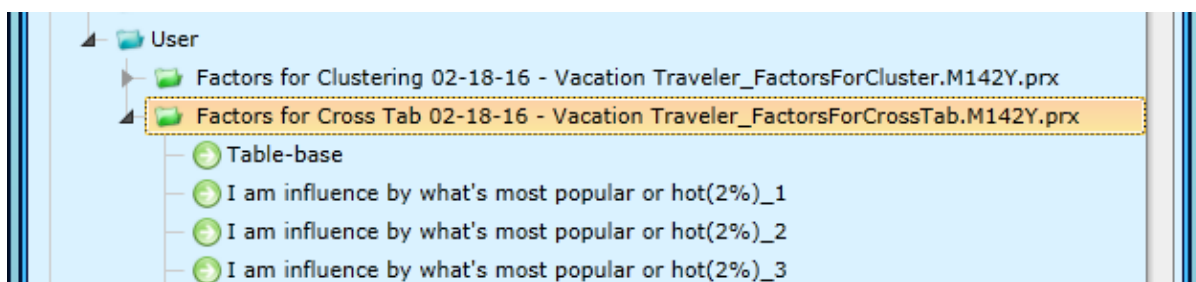 User
Factors for Clustering 02-18-16 - Vacation Traveler_FactorsForCluster.M142Y.prx
Factors for Cross Tab 02-18-16 - Vacation Traveler_FactorsForCrossTab.M142Y.prx
Table-base
I am influence by what's most popular or hot(2%)_1
I am influence by what's most popular or hot(2%)_2
I am influence by what's most popular or hot(2%)_3